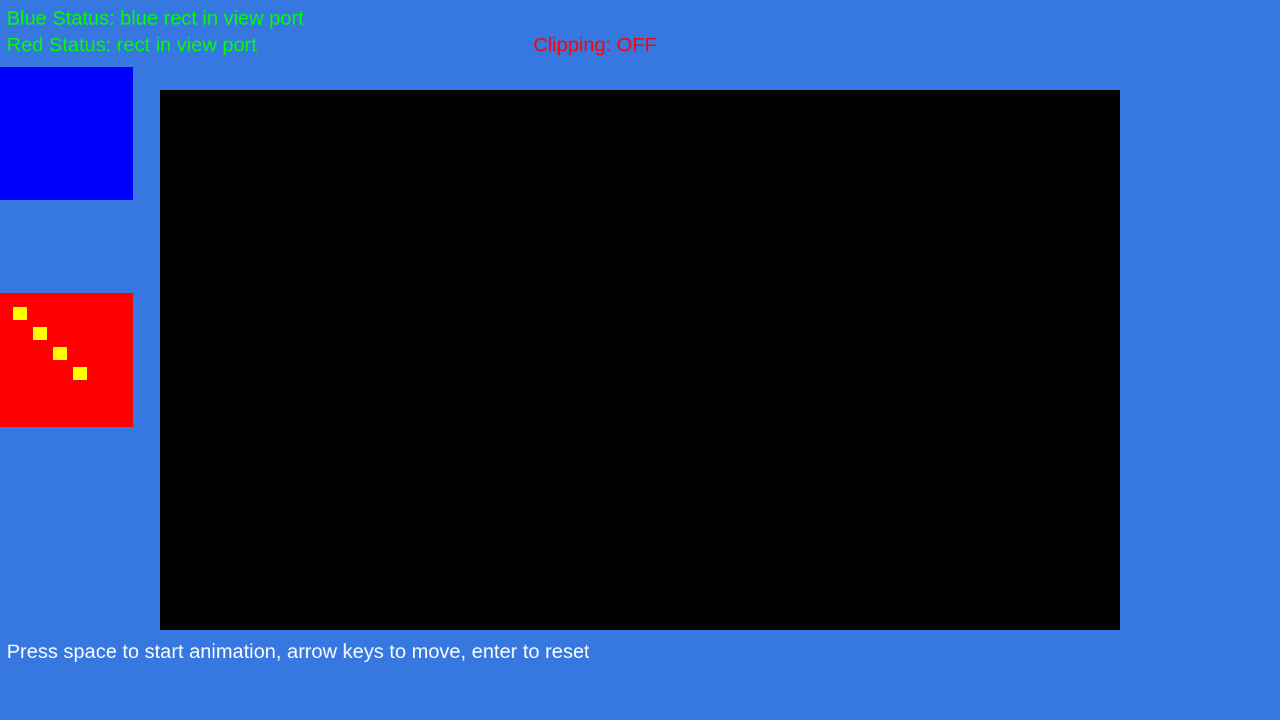 Blue Status: blue rect in view port
Red Status: rect in view port
Clipping: OFF
Press space to start animation, arrow keys to move, enter to reset